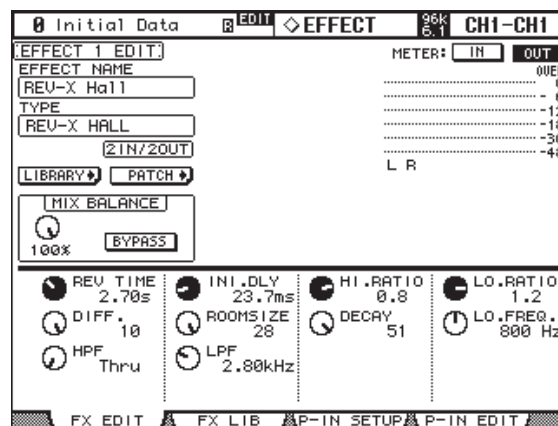 0 Initial Data R EDIT ◇EFFECT 96K 6.1 CH1-CH1
EFFECT 1 EDIT METER: IN OUT
EFFECT NAME
REV-X Hall
TYPE
REV-X HALL
2IN/2OUT
LIBRARY PATCH
L R
MIX BALANCE
100% BYPASS
REV TIME 2.70s INI.DLY 23.7ms HI.RATIO 0.8 LO.RATIO 1.2
DIFF. 10 ROOMSIZE 28 DECAY 51 LO.FREQ. 800 Hz
HPF Thru LPF 2.80kHz
FX EDIT FX LIB P-IN SETUP P-IN EDIT